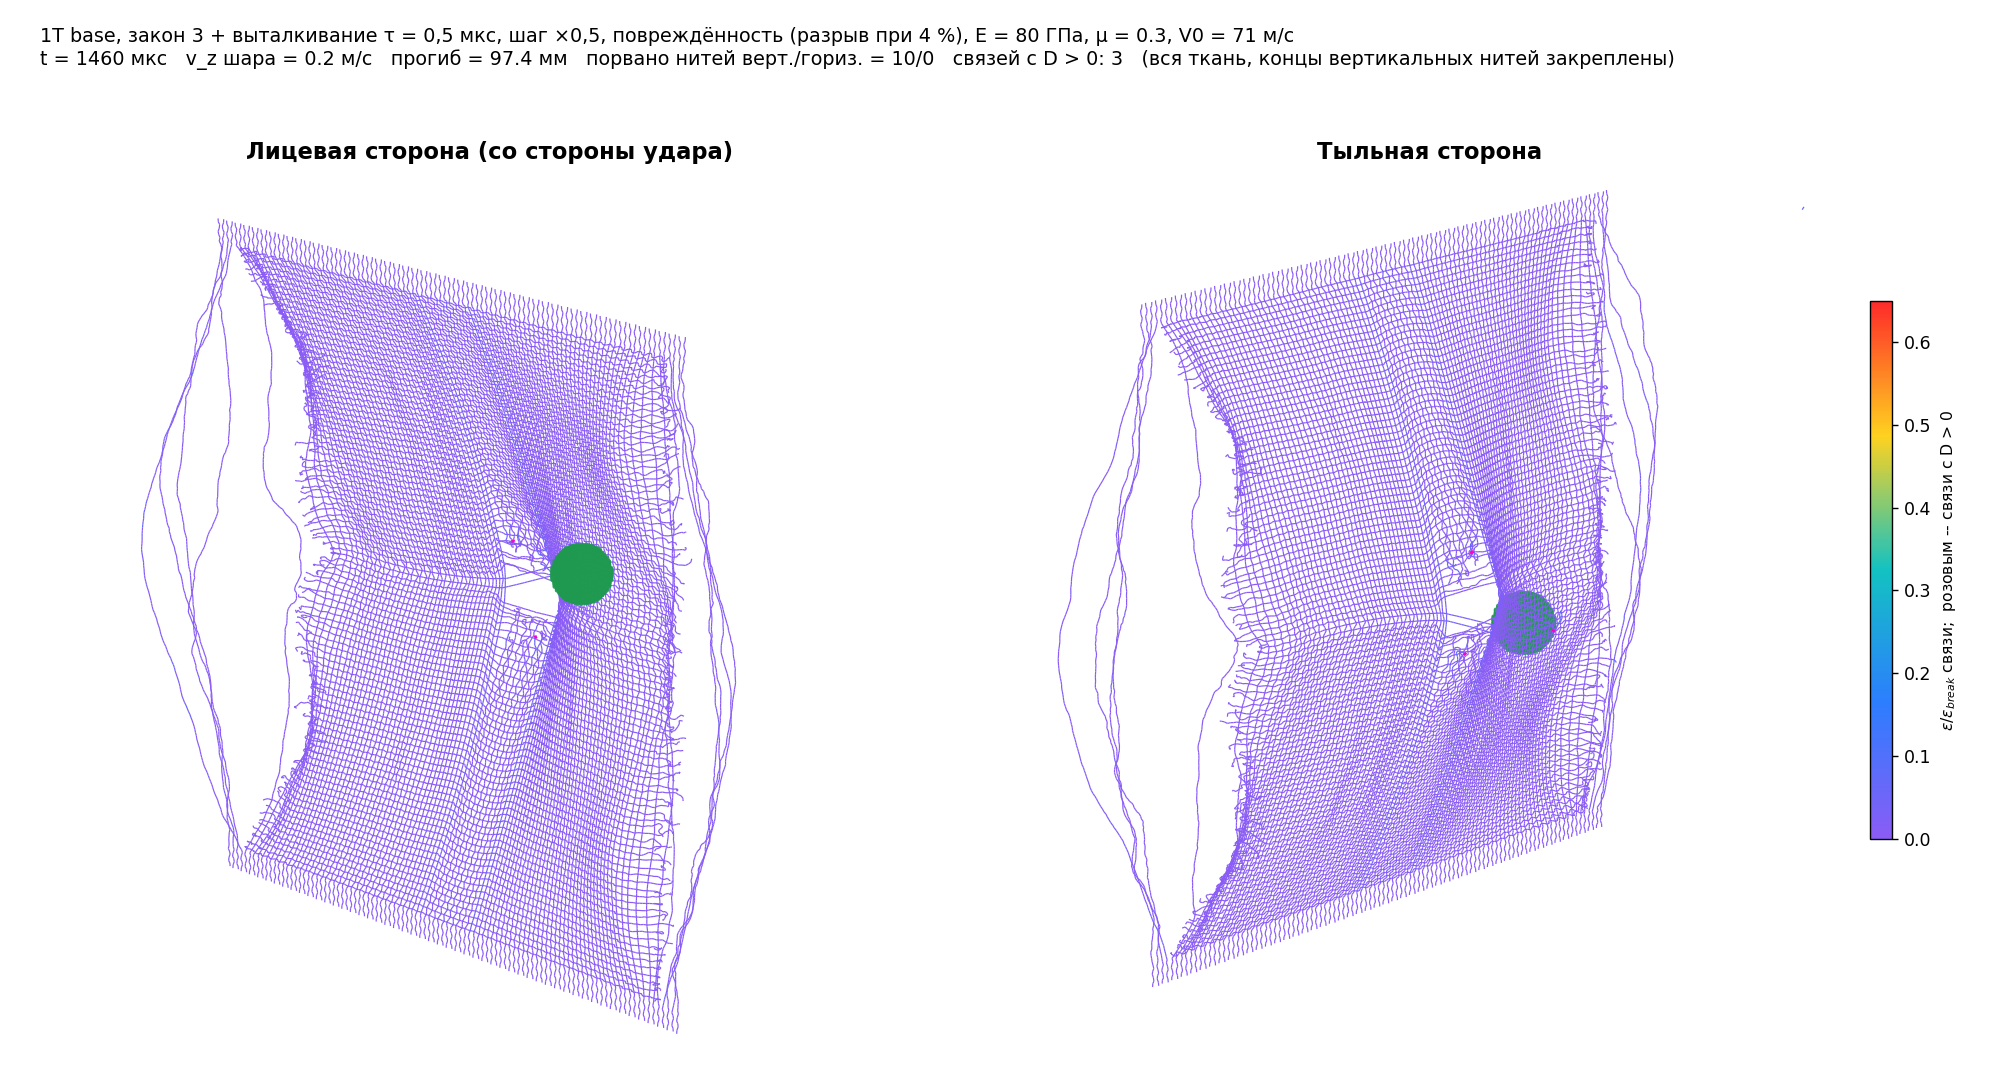 1T base, закон 3 + выталкивание τ = 0,5 мкс, шаг ×0,5, повреждённость (разрыв при 4 %), E = 80 ГПа, μ = 0.3, V0 = 71 м/с
t = 1460 мкс   v_z шара = 0.2 м/с   прогиб = 97.4 мм   порвано нитей верт./гориз. = 10/0   связей с D > 0: 3   (вся ткань, концы вертикальных нитей закреплены)
Лицевая сторона (со стороны удара)
Тыльная сторона
0.6
0.5
0.4
0.3
0.2
0.1
0.0
ε/ε_break связи;  розовым -- связи с D > 0